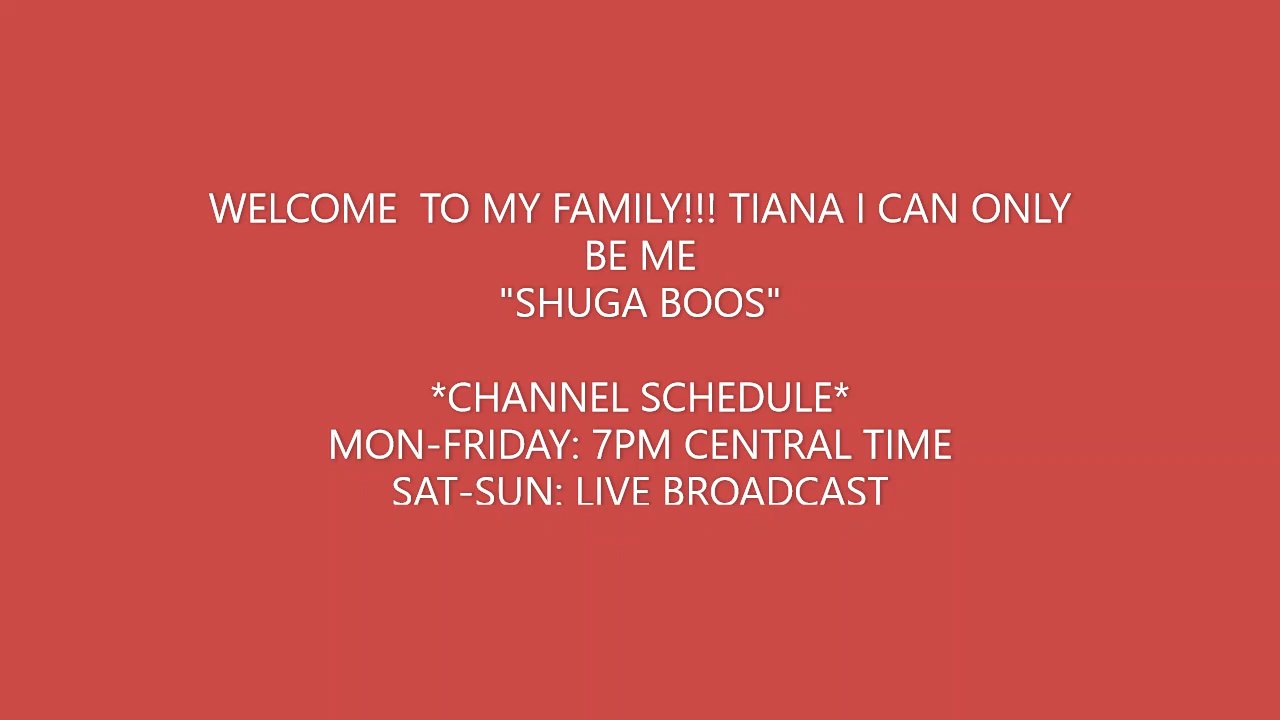 WELCOME  TO MY FAMILY!!! TIANA I CAN ONLY
BE ME
"SHUGA BOOS"
*CHANNEL SCHEDULE*
MON-FRIDAY: 7PM CENTRAL TIME
SAT-SUN: LIVE BROADCAST